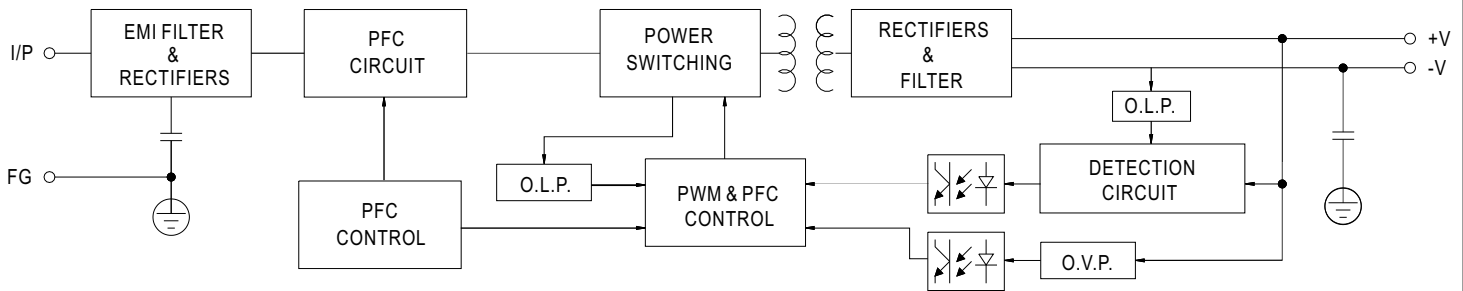 I/P
EMI FILTER
&
RECTIFIERS
PFC
CIRCUIT
POWER
SWITCHING
RECTIFIERS
&
FILTER
+V
-V
O.L.P.
FG
O.L.P.
PFC
CONTROL
PWM & PFC
CONTROL
DETECTION
CIRCUIT
O.V.P.